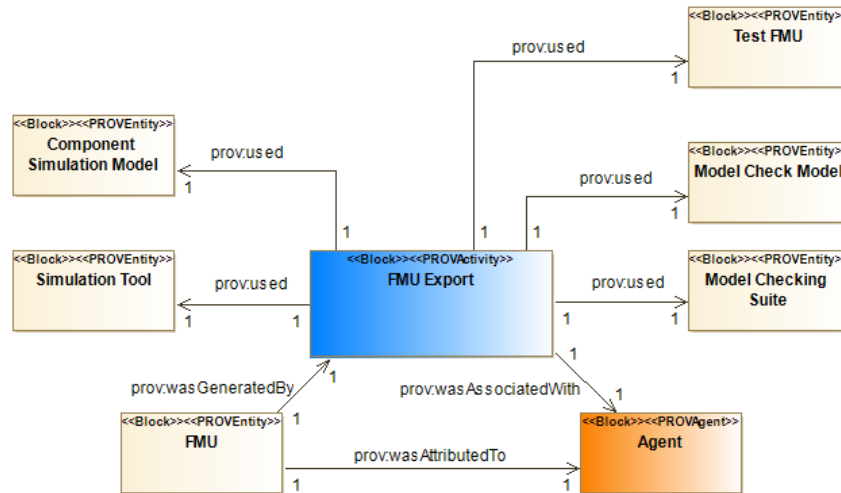 <<Block>><<PROVEntity>>
Test FMU
prov:used
1
1
<<Block>><<PROVEntity>>
Component
Simulation Model
prov:used
1
1
<<Block>><<PROVEntity>>
Model Check Model
prov:used
1
1
<<Block>><<PROVActivity>>
FMU Export
<<Block>><<PROVEntity>>
Simulation Tool
prov:used
1
1
<<Block>><<PROVEntity>>
Model Checking
Suite
prov:used
1
1
prov:wasGeneratedBy
1
1
prov:wasAssociatedWith
1
1
<<Block>><<PROVEntity>>
FMU
prov:wasAttributedTo
1
1
<<Block>><<PROVAgent>>
Agent